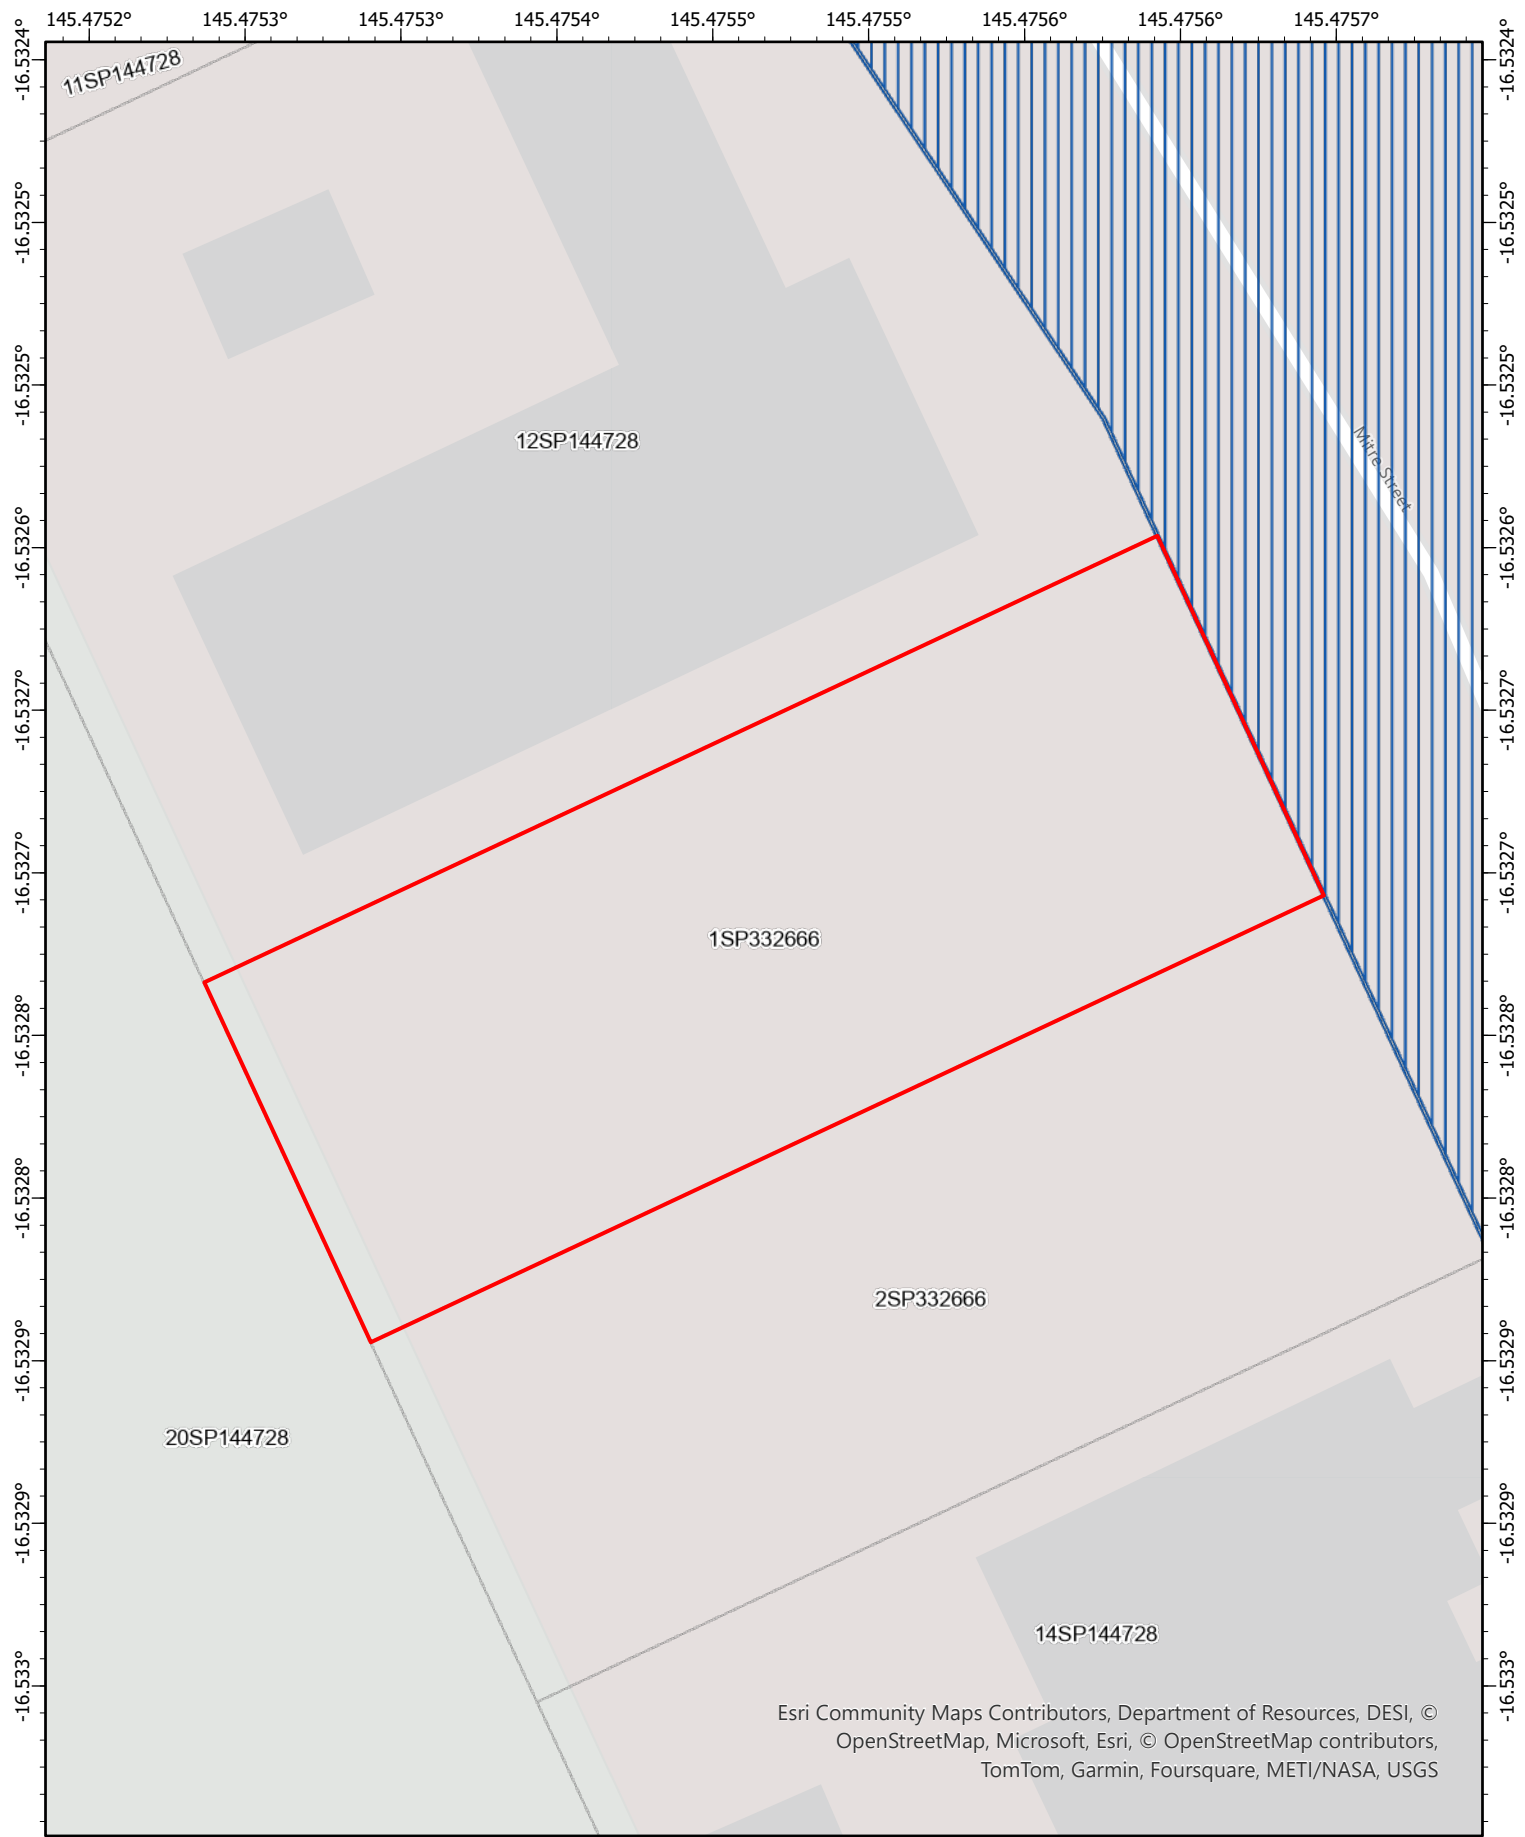 145.4752° 145.4753° 145.4753° 145.4754° 145.4755° 145.4755° 145.4756° 145.4756° 145.4757°
-16.5324° -16.5324°
11SP144728
-16.5325° -16.5325°
-16.5325° -16.5325°
12SP144728
Mitre Street
-16.5326° -16.5326°
-16.5327° -16.5327°
-16.5327° -16.5327°
1SP332666
-16.5328° -16.5328°
-16.5328° -16.5328°
2SP332666
-16.5329° -16.5329°
20SP144728
-16.5329° -16.5329°
14SP144728
-16.533° -16.533°
Esri Community Maps Contributors, Department of Resources, DESI, ©
OpenStreetMap, Microsoft, Esri, © OpenStreetMap contributors,
TomTom, Garmin, Foursquare, METI/NASA, USGS